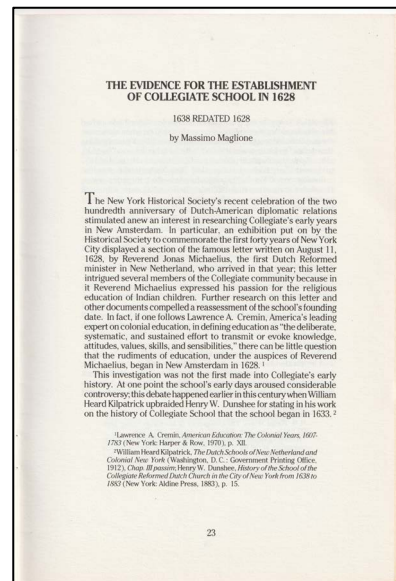 THE EVIDENCE FOR THE ESTABLISHMENT
OF COLLEGIATE SCHOOL IN 1628
1638 REDATED 1628
by Massimo Maglione
The New York Historical Society's recent celebration of the two
hundredth anniversary of Dutch-American diplomatic relations
stimulated anew an interest in researching Collegiate's early years
in New Amsterdam. In particular, an exhibition put on by the
Historical Society to commemorate the first forty years of New York
City displayed a section of the famous letter written on August 11,
1628, by Reverend Jonas Michaelius, the first Dutch Reformed
minister in New Netherland, who arrived in that year; this letter
intrigued several members of the Collegiate community because in
it Reverend Michaelius expressed his passion for the religious
education of Indian children. Further research on this letter and
other documents compelled a reassessment of the school's founding
date. In fact, if one follows Lawrence A. Cremin, America's leading
expert on colonial education, in defining education as "the deliberate,
systematic, and sustained effort to transmit or evoke knowledge,
attitudes, values, skills, and sensibilities," there can be little question
that the rudiments of education, under the auspices of Reverend
Michaelius, began in New Amsterdam in 1628. 1
This investigation was not the first made into Collegiate's early
history. At one point the school's early days aroused considerable
controversy; this debate happened earlier in this century when William
Heard Kilpatrick upbraided Henry W. Dunshee for stating in his work
on the history of Collegiate School that the school began in 1633. 2
1Lawrence A. Cremin, American Education: The Colonial Years, 1607-
1783 (New York: Harper & Row, 1970), p. XII.
2William Heard Kilpatrick, The Dutch Schools of New Netherland and
Colonial New York (Washington, D.C.: Government Printing Office,
1912), Chap. III passim; Henry W. Dunshee, History of the School of the
Collegiate Reformed Dutch Church in the City of New York from 1638 to
1883 (New York: Aldine Press, 1883), p. 15.
23